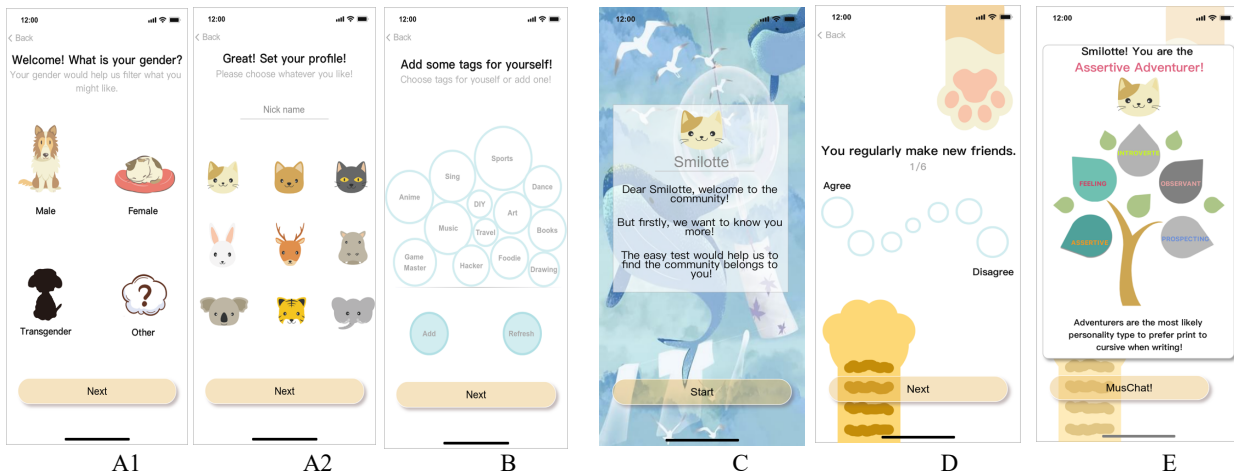 12:00
< Back
Welcome! What is your gender?
Your gender would help us filter what you
might like.
Male
Female
?
Transgender
Other
Next
A1
12:00
< Back
Great! Set your profile!
Please choose whatever you like!
Nick name
Next
A2
12:00
< Back
Add some tags for yourself!
Choose tags for youself or add one!
Sports
Sing
Dance
Anime
DIY
Art
Music
Travel
Books
Game
Master
Hacker
Foodie
Drawing
Add
Refresh
Next
B
12:00
Smilotte
Dear Smilotte, welcome to the
community!
But firstly, we want to know you
more!
The easy test would help us to
find the community belongs to
you!
Start
C
12:00
< Back
You regularly make new friends.
1/6
Agree
Disagree
Next
D
12:00
Smilotte! You are the
Assertive Adventurer!
INTROVERTE
FEELING
OBSERVANT
ASSERTIVE
PROSPECTING
Adventurers are the most likely
personality type to prefer print to
cursive when writing!
MusChat!
E